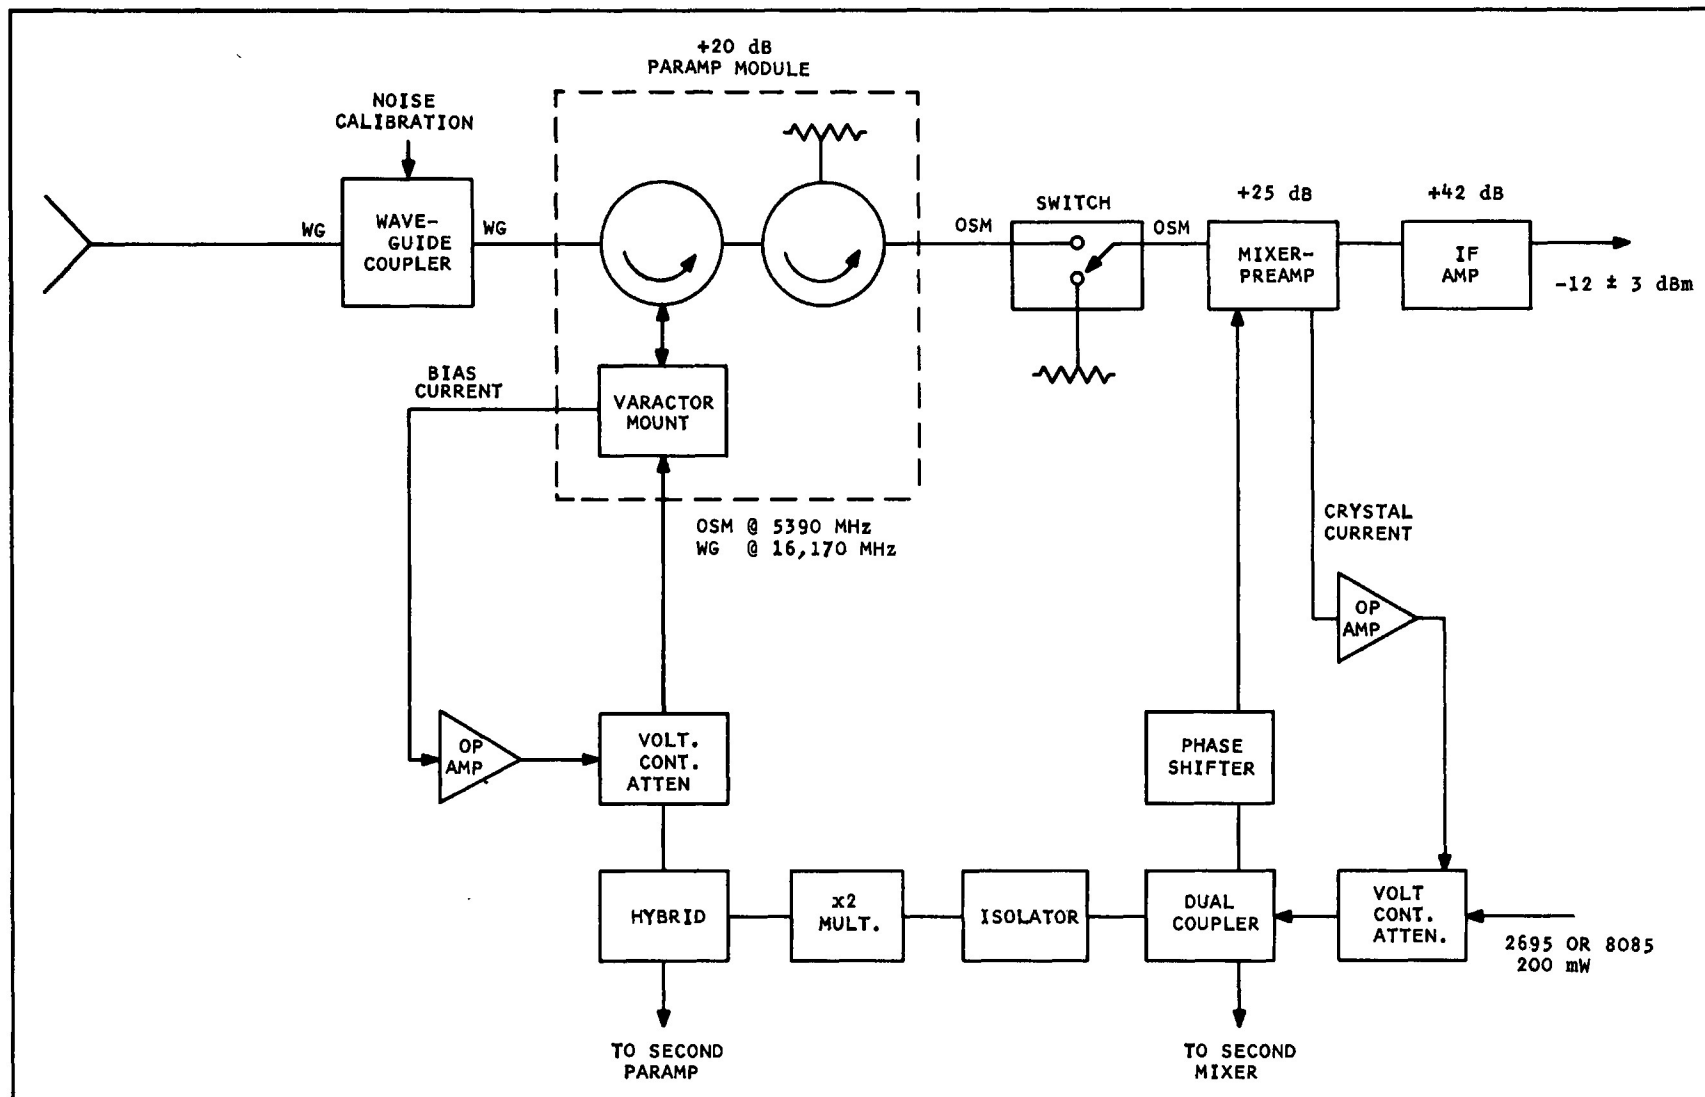 +20 dB
PARAMP MODULE
NOISE
CALIBRATION
WG
WAVE-
GUIDE
COUPLER
WG
OSM
SWITCH
OSM
+25 dB
MIXER-
PREAMP
+42 dB
IF
AMP
-12 ± 3 dBm
BIAS
CURRENT
VARACTOR
MOUNT
OSM @ 5390 MHz
WG @ 16,170 MHz
CRYSTAL
CURRENT
OP
AMP
OP
AMP
VOLT.
CONT.
ATTEN
PHASE
SHIFTER
HYBRID
x2
MULT.
ISOLATOR
DUAL
COUPLER
VOLT
CONT.
ATTEN.
2695 OR 8085
200 mW
TO SECOND
PARAMP
TO SECOND
MIXER